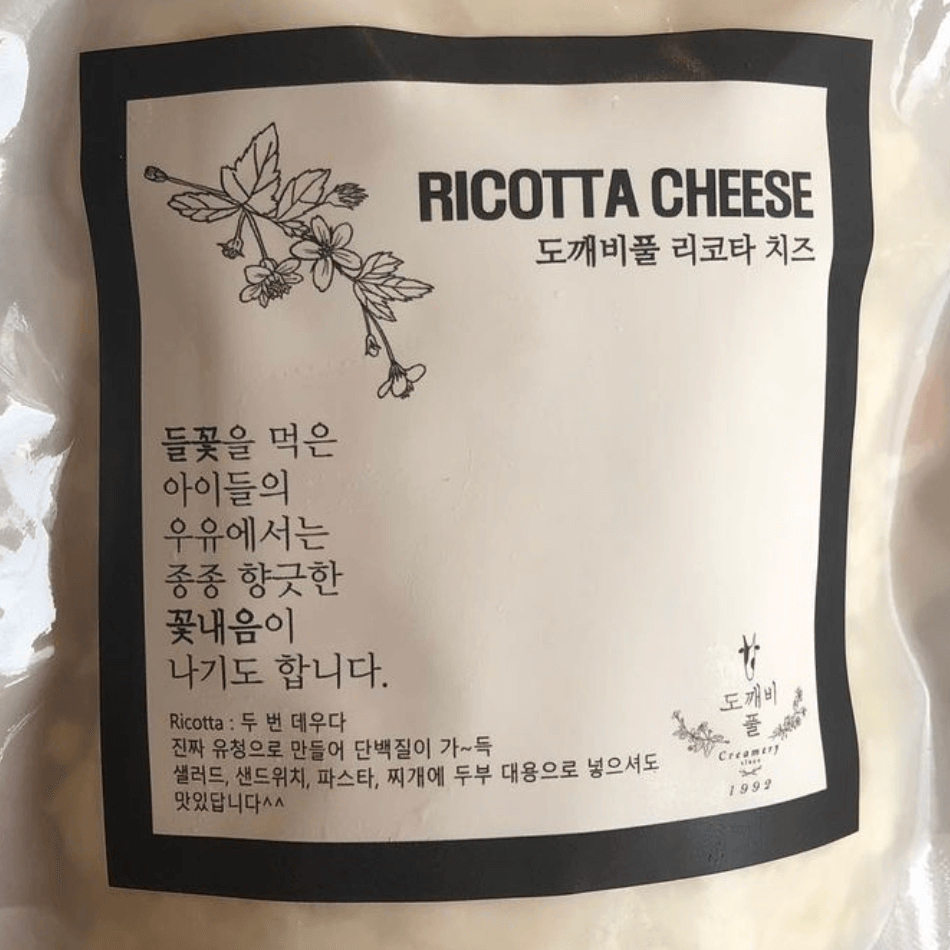 RICOTTA CHEESE
도깨비풀 리코타 치즈
들꽃을 먹은
아이들의
우유에서는
종종 향긋한
꽃내음이
나기도 합니다.
Ricotta : 두 번 데우다
진짜 유청으로 만들어 단백질이 가~득
샐러드, 샌드위치, 파스타, 찌개에 두부 대용으로 넣으셔도
맛있답니다^^
도깨비
풀
Creamery
since
1992